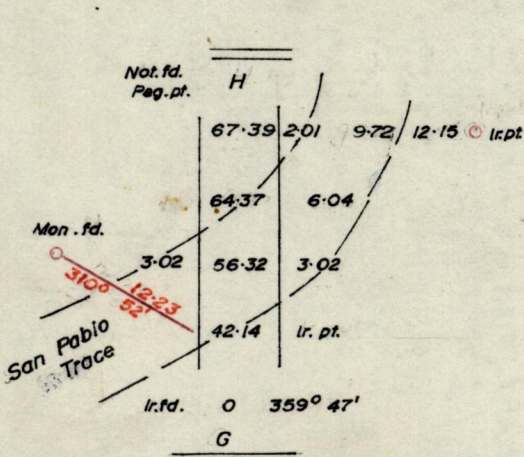 Not. fd.
Peg. pt.
H
67·39 2·01 9·72 12·15 Ir. pt
64·37 6·04
Mon. fd.
3·02 56·32 3·02
310° 12·23
52'
42·14 Ir. pt.
San Pablo
Trace
Ir. fd. 0 359° 47'
G